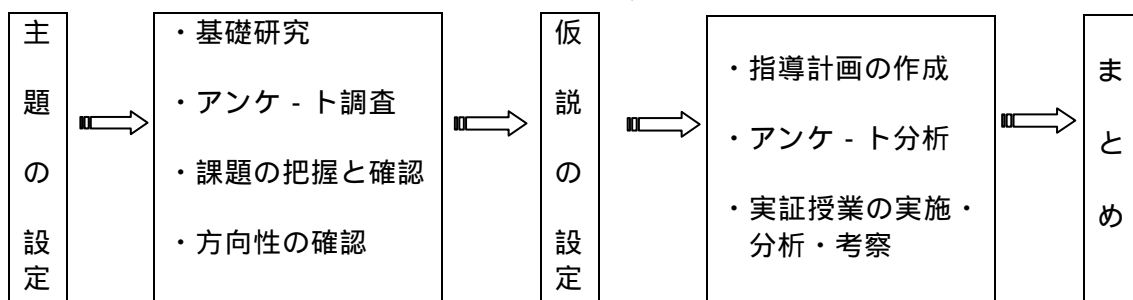 主題の設定
・基礎研究
・アンケ - ト調査
・課題の把握と確認
・方向性の確認
仮説の設定
・指導計画の作成
・アンケ - ト分析
・実証授業の実施・
分析・考察
まとめ